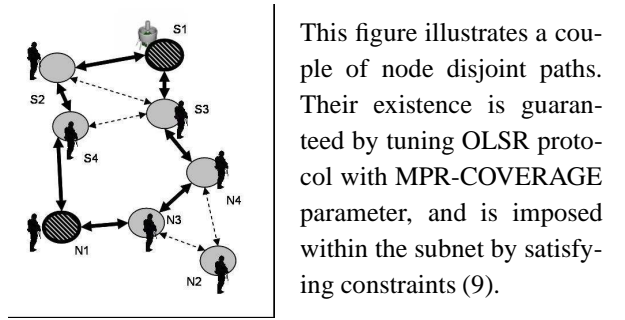 S1
S2
S3
S4
N4
N3
N1
N2
This figure illustrates a cou-
ple of node disjoint paths.
Their existence is guaran-
teed by tuning OLSR proto-
col with MPR-COVERAGE
parameter, and is imposed
within the subnet by satisfy-
ing constraints (9).